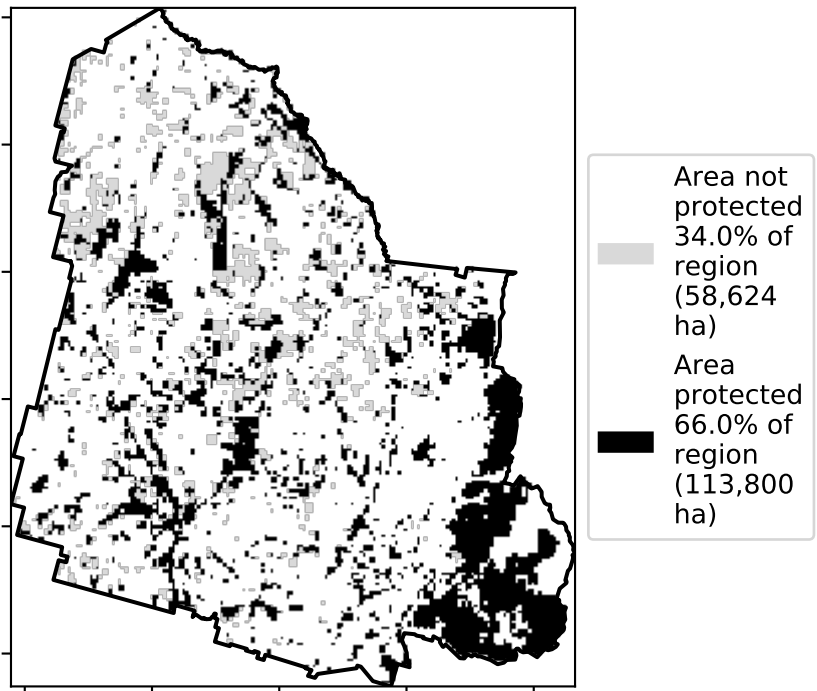 Area not
protected
34.0% of
region
(58,624
ha)
Area
protected
66.0% of
region
(113,800
ha)